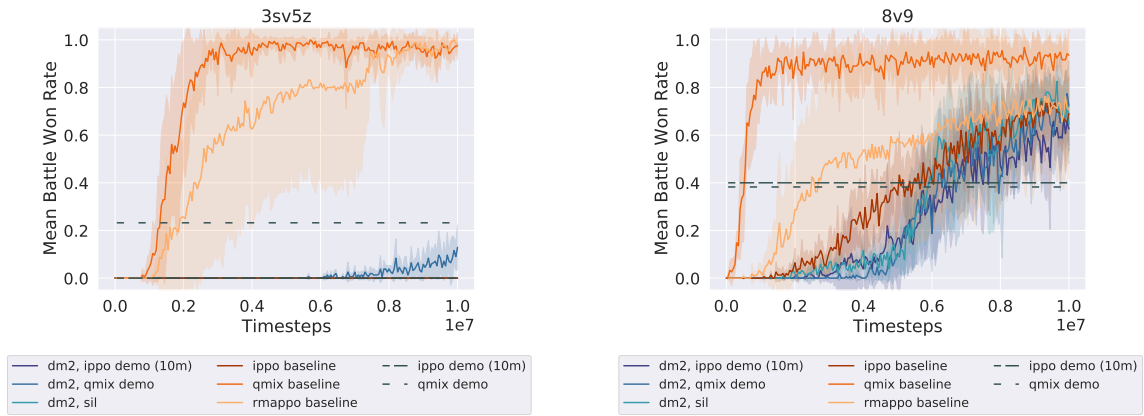 3sv5z
Mean Battle Won Rate
1.0
0.8
0.6
0.4
0.2
0.0
0.0 0.2 0.4 0.6 0.8 1.0
1e7
Timesteps
dm2, ippo demo (10m) ippo baseline ippo demo (10m)
dm2, qmix demo qmix baseline qmix demo
dm2, sil rmappo baseline
8v9
Mean Battle Won Rate
1.0
0.8
0.6
0.4
0.2
0.0
0.0 0.2 0.4 0.6 0.8 1.0
1e7
Timesteps
dm2, ippo demo (10m) ippo baseline ippo demo (10m)
dm2, qmix demo qmix baseline qmix demo
dm2, sil rmappo baseline